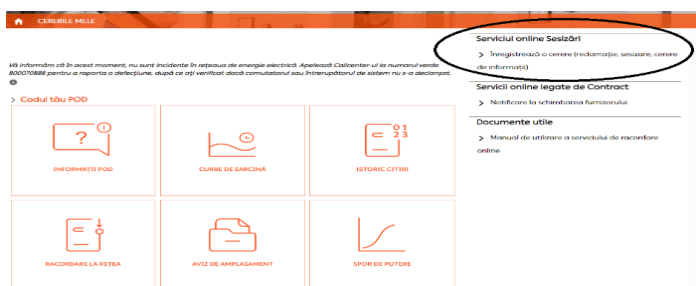 CERERILE MELE
Vă informăm că în acest moment, nu sunt incidente în rețeaua de energie electrică. Apelează Callcenter-ul la numarul verde
800070888 pentru a raporta o defecțiune, după ce ați verificat dacă comutatorul sau întrerupătorul de sistem nu s-a declanșat.
> Codul tău POD
INFORMAȚII POD
CURBE DE SARCINĂ
01
23
ISTORIC CITIRI
RACORDARE LA REȚEA
AVIZ DE AMPLASAMENT
SPOR DE PUTERE
Serviciul online Sesizări
> Înregistrează o cerere (reclamație, sesizare, cerere
de informații)
Servicii online legate de Contract
> Notificare la schimbarea furnizorului
Documente utile
> Manual de utilizare a serviciului de racordare
online